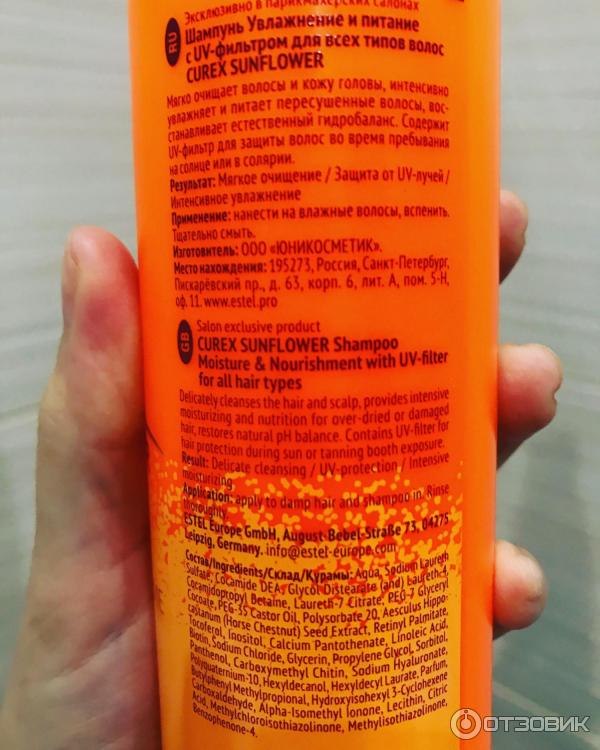 Эксклюзивно в парикмахерских салонах
RU
Шампунь Увлажнение и питание
с UV-фильтром для всех типов волос
CUREX SUNFLOWER
Мягко очищает волосы и кожу головы, интенсивно
увлажняет и питает пересушенные волосы, вос-
станавливает естественный гидробаланс. Содержит
UV-фильтр для защиты волос во время пребывания
на солнце или в солярии.
Результат: Мягкое очищение / Защита от UV-лучей /
Интенсивное увлажнение
Применение: нанести на влажные волосы, вспенить.
Тщательно смыть.
Изготовитель: ООО «ЮНИКОСМЕТИК».
Место нахождения: 195273, Россия, Санкт-Петербург,
Пискарёвский пр., д. 63, корп. 6, лит. А, пом. 5-Н,
оф. 11. www.estel.pro
GB
Salon exclusive product
CUREX SUNFLOWER Shampoo
Moisture & Nourishment with UV-filter
for all hair types
Delicately cleanses the hair and scalp, provides intensive
moisturizing and nutrition for over-dried or damaged
hair, restores natural pH balance. Contains UV-filter for
hair protection during sun or tanning booth exposure.
Result: Delicate cleansing / UV-protection / Intensive
moisturizing
Application: apply to damp hair and shampoo in. Rinse
thoroughly.
ESTEL Europe GmbH, August-Bebel-Straße 73, 04275
Leipzig, Germany. info@estel-europe.com
Состав/Ingredients/Склад/Құрамы: Aqua, Sodium Laureth
Sulfate, Cocamide DEA, Glycol Distearate (and) Laureth-4,
Cocamidopropyl Betaine, Laureth-7 Citrate, PEG-7 Glyceryl
Cocoate, PEG-35 Castor Oil, Polysorbate 20, Aesculus Hippo-
castanum (Horse Chestnut) Seed Extract, Retinyl Palmitate,
Tocoferol, Inositol, Calcium Pantothenate, Linoleic Acid,
Biotin, Sodium Chloride, Glycerin, Propylene Glycol, Sorbitol,
Panthenol, Carboxymethyl Chitin, Sodium Hyaluronate,
Polyquaternium-10, Hexyldecanol, Hexyldecyl Laurate, Parfum,
Butylphenyl Methylpropional, Hydroxyisohexyl 3-Cyclohexene
Carboxaldehyde, Alpha-Isomethyl Ionone, Lecithin, Citric
Acid, Methylchloroisothiazolinone, Methylisothiazolinone,
Benzophenone-4.
ОТЗОВИК